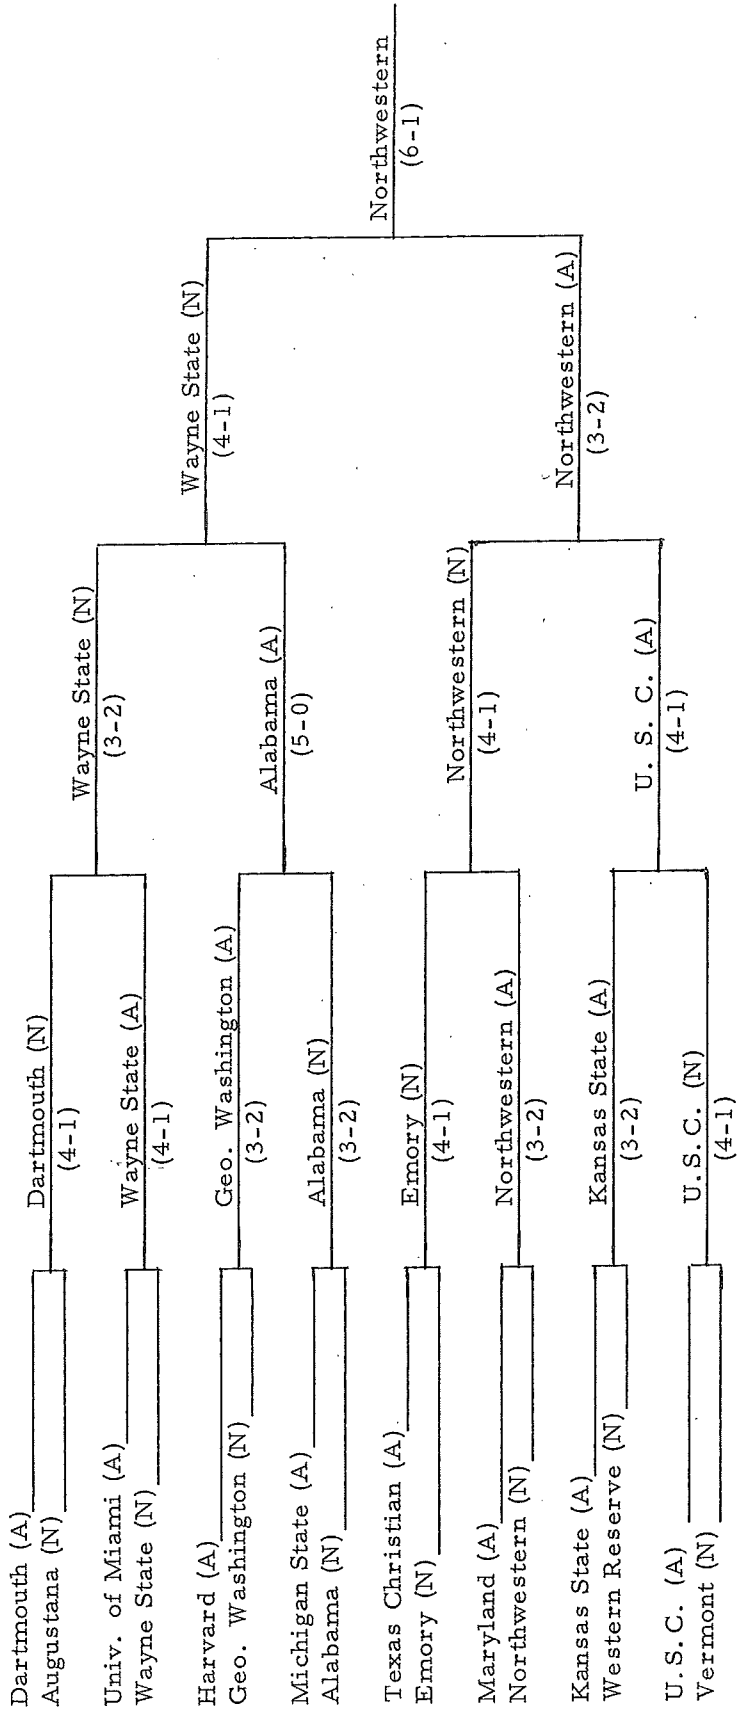 Dartmouth (A)
Augustana (N)
Univ. of Miami (A)
Wayne State (N)
Harvard (A)
Geo. Washington (N)
Michigan State (A)
Alabama (N)
Texas Christian (A)
Emory (N)
Maryland (A)
Northwestern (N)
Kansas State (A)
Western Reserve (N)
U.S.C. (A)
Vermont (N)
Dartmouth (N)
(4-1)
Wayne State (A)
(4-1)
Geo. Washington (A)
(3-2)
Alabama (N)
(3-2)
Emory (N)
(4-1)
Northwestern (A)
(3-2)
Kansas State (A)
(3-2)
U.S.C. (N)
(4-1)
Wayne State (N)
(3-2)
Alabama (A)
(5-0)
Northwestern (N)
(4-1)
U. S. C. (A)
(4-1)
Wayne State (N)
(4-1)
Northwestern (A)
(3-2)
Northwestern
(6-1)